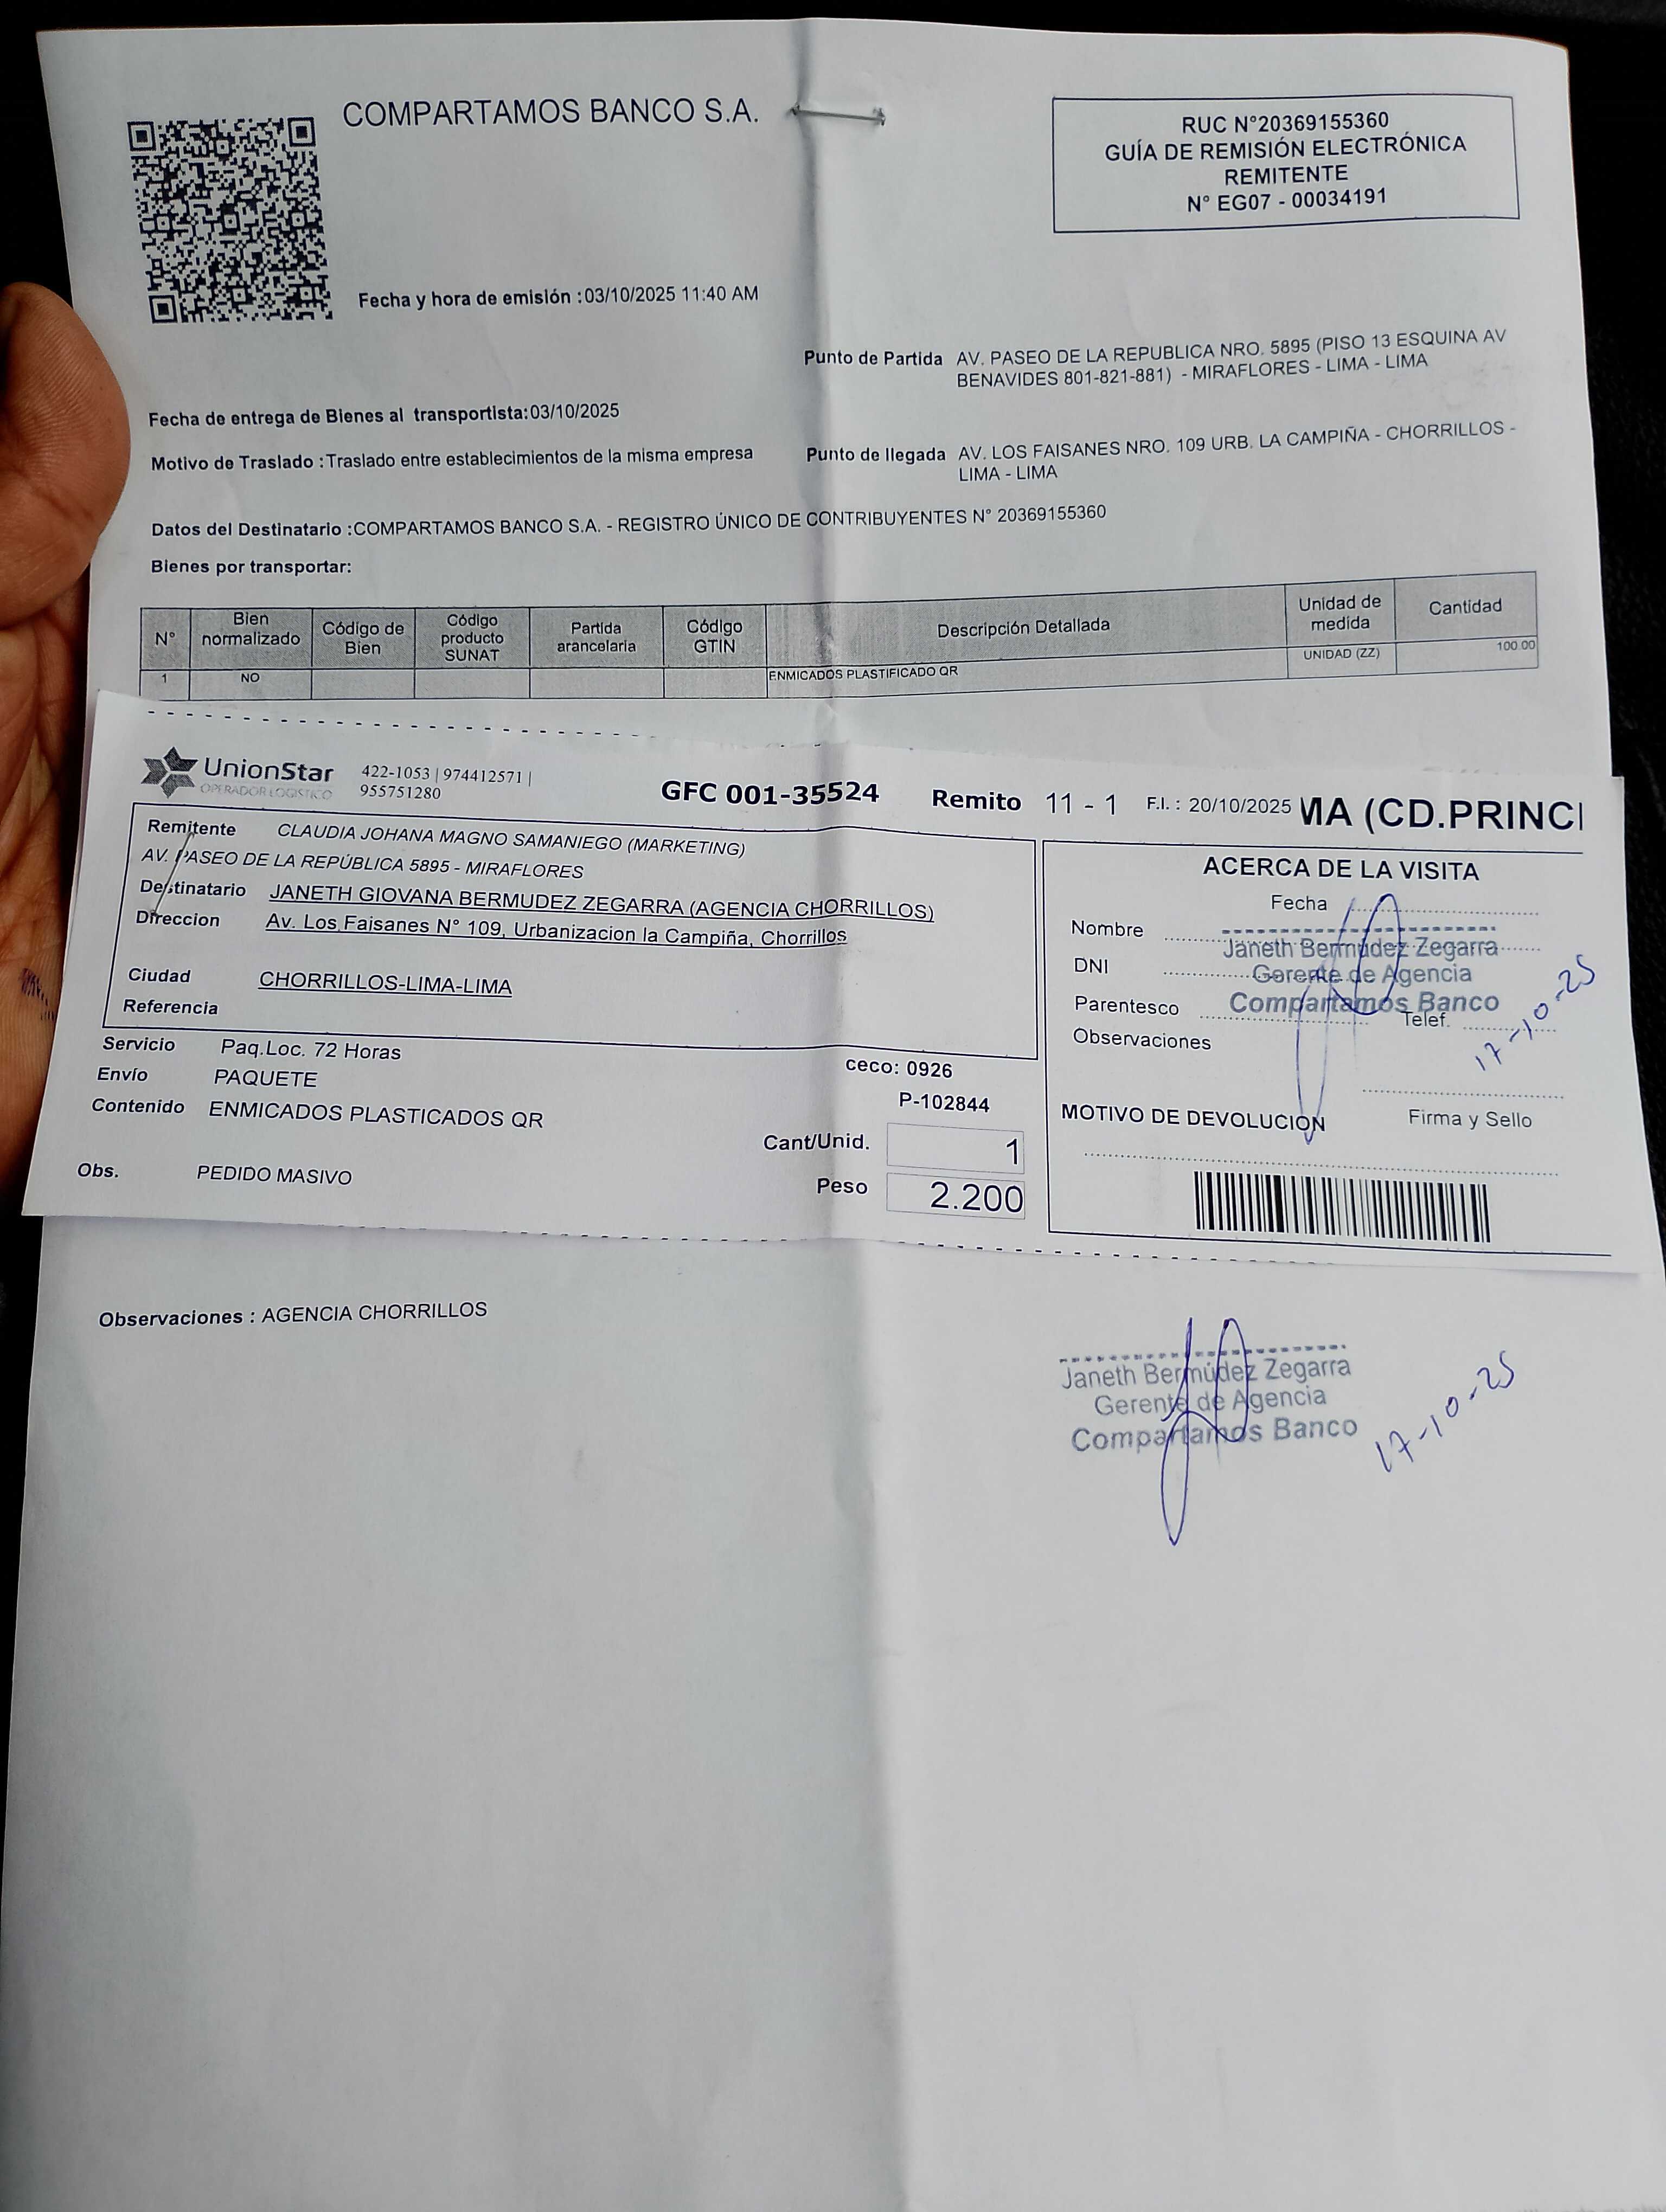 COMPARTAMOS BANCO S.A.
RUC N°20369155360
GUÍA DE REMISIÓN ELECTRÓNICA
REMITENTE
N° EG07 - 00034191
Fecha y hora de emisión :03/10/2025 11:40 AM
Punto de Partida AV. PASEO DE LA REPUBLICA NRO. 5895 (PISO 13 ESQUINA AV
BENAVIDES 801-821-881) - MIRAFLORES - LIMA - LIMA
Fecha de entrega de Bienes al transportista:03/10/2025
Motivo de Traslado :Traslado entre establecimientos de la misma empresa
Punto de llegada AV. LOS FAISANES NRO. 109 URB. LA CAMPIÑA - CHORRILLOS -
LIMA - LIMA
Datos del Destinatario :COMPARTAMOS BANCO S.A. - REGISTRO ÚNICO DE CONTRIBUYENTES N° 20369155360
Bienes por transportar:
N° Bien normalizado Código de Bien Código producto SUNAT Partida arancelaria Código GTIN Descripción Detallada Unidad de medida Cantidad
1 NO ENMICADOS PLASTIFICADO QR UNIDAD (ZZ) 100.00
UnionStar
OPERADOR LOGISTICO
422-1053 | 974412571 |
955751280
GFC 001-35524 Remito 11 - 1 F.I. : 20/10/2025 MA (CD.PRINCI
Remitente CLAUDIA JOHANA MAGNO SAMANIEGO (MARKETING)
AV. PASEO DE LA REPÚBLICA 5895 - MIRAFLORES
Destinatario JANETH GIOVANA BERMUDEZ ZEGARRA (AGENCIA CHORRILLOS)
Direccion Av. Los Faisanes N° 109, Urbanizacion la Campiña, Chorrillos
Ciudad CHORRILLOS-LIMA-LIMA
Referencia
Servicio Paq.Loc. 72 Horas
Envío PAQUETE
Contenido ENMICADOS PLASTICADOS QR
Obs. PEDIDO MASIVO
ceco: 0926
P-102844
Cant/Unid. 1
Peso 2.200
ACERCA DE LA VISITA
Fecha
Nombre
DNI
Parentesco
Telef.
Observaciones
Janeth Bermúdez Zegarra
Gerente de Agencia
Compartamos Banco
17-10-25
MOTIVO DE DEVOLUCION
Firma y Sello
Observaciones : AGENCIA CHORRILLOS
Janeth Bermúdez Zegarra
Gerente de Agencia
Compartamos Banco
17-10-25